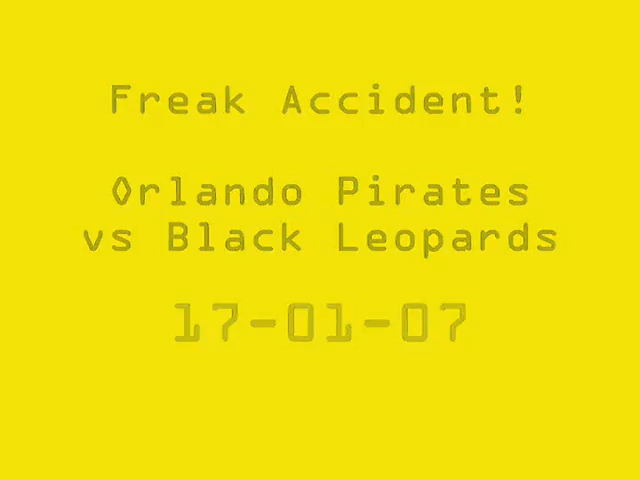 Freak Accident!
Orlando Pirates
vs Black Leopards
17-01-07